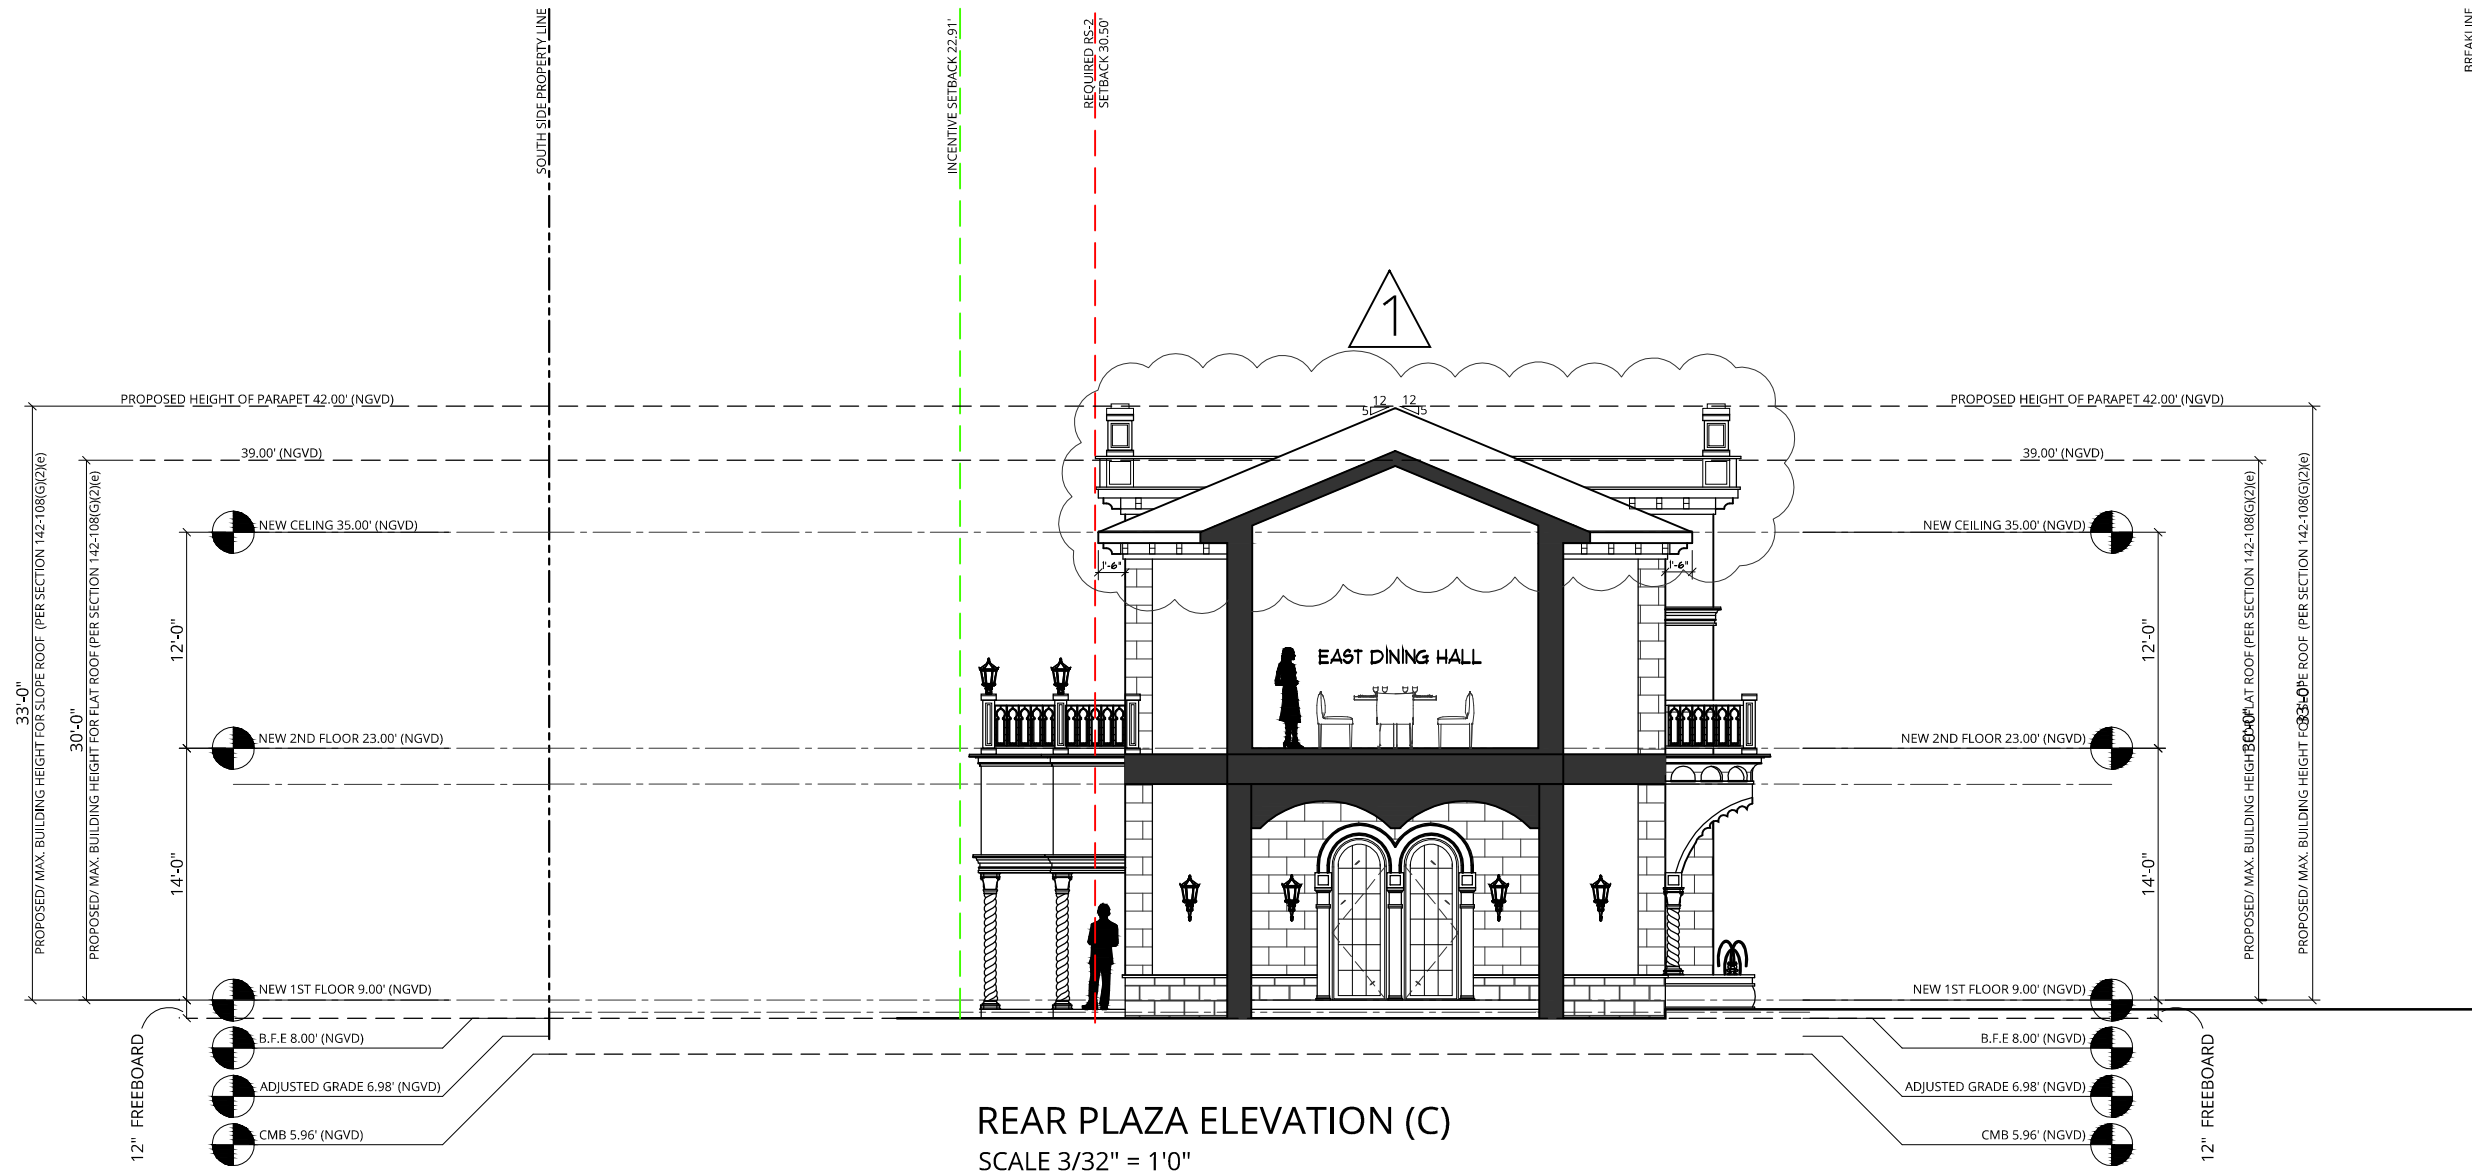 SOUTH SIDE PROPERTY LINE
INCENTIVE SETBACK 22.91'
REQUIRED RS-2
SETBACK 30.50'
BREAKLINE
1
PROPOSED HEIGHT OF PARAPET 42.00' (NGVD)
12
12
5
5
PROPOSED HEIGHT OF PARAPET 42.00' (NGVD)
39.00' (NGVD)
39.00' (NGVD)
NEW CELING 35.00' (NGVD)
NEW CEILING 35.00' (NGVD)
1'-6"
1'-6"
33'-0"
PROPOSED/ MAX. BUILDING HEIGHT FOR SLOPE ROOF (PER SECTION 142-108(G)(2)(e)
30'-0"
PROPOSED/ MAX. BUILDING HEIGHT FOR FLAT ROOF (PER SECTION 142-108(G)(2)(e)
12'-0"
12'-0"
EAST DINING HALL
PROPOSED/ MAX. BUILDING HEIGHT FOR FLAT ROOF (PER SECTION 142-108(G)(2)(e)
30'-0"
PROPOSED/ MAX. BUILDING HEIGHT FOR SLOPE ROOF (PER SECTION 142-108(G)(2)(e)
33'-0"
NEW 2ND FLOOR 23.00' (NGVD)
NEW 2ND FLOOR 23.00' (NGVD)
14'-0"
14'-0"
NEW 1ST FLOOR 9.00' (NGVD)
NEW 1ST FLOOR 9.00' (NGVD)
12" FREEBOARD
B.F.E 8.00' (NGVD)
B.F.E 8.00' (NGVD)
12" FREEBOARD
ADJUSTED GRADE 6.98' (NGVD)
ADJUSTED GRADE 6.98' (NGVD)
CMB 5.96' (NGVD)
CMB 5.96' (NGVD)
REAR PLAZA ELEVATION (C)
SCALE 3/32" = 1'0"